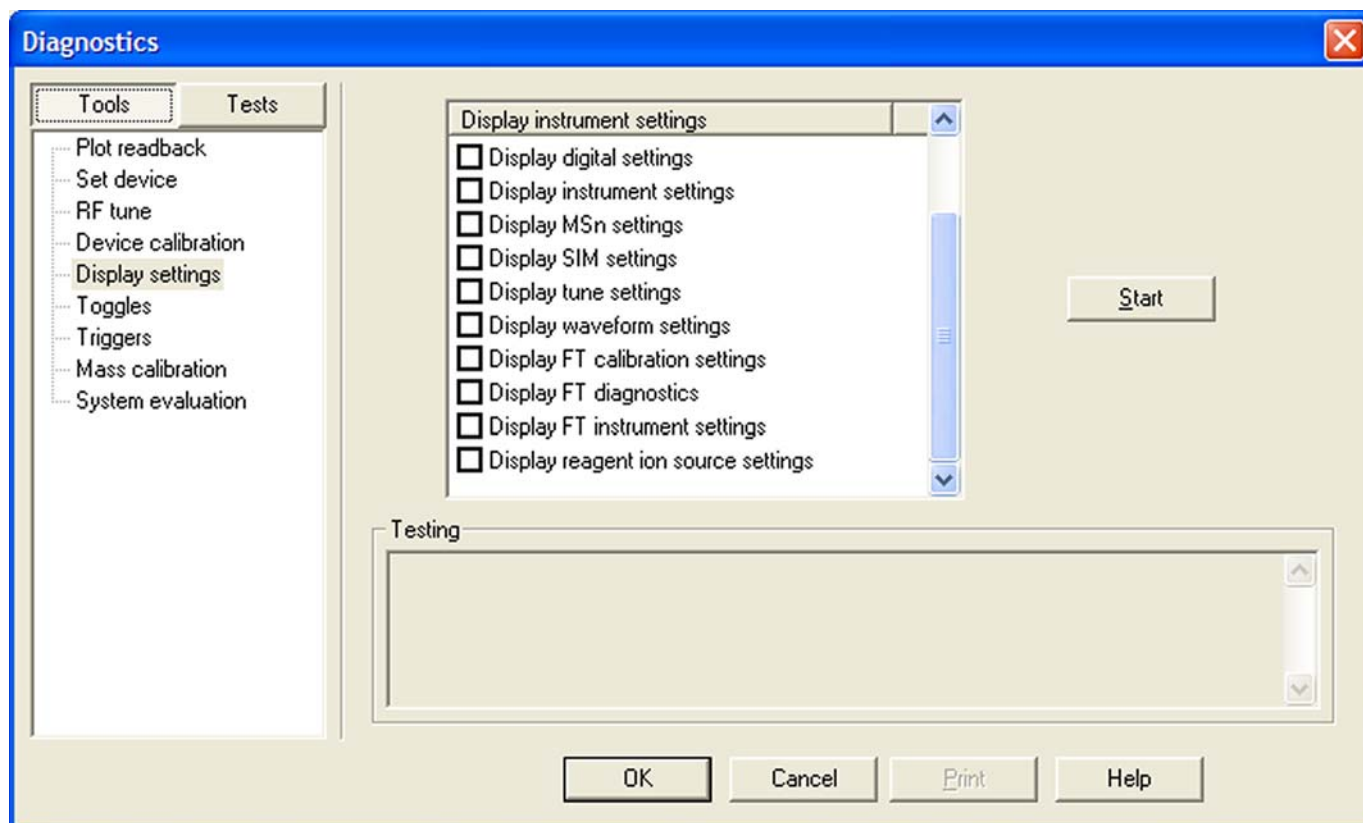 Diagnostics
Tools
Tests
Plot readback
Set device
RF tune
Device calibration
Display settings
Toggles
Triggers
Mass calibration
System evaluation
Display instrument settings
Display digital settings
Display instrument settings
Display MSn settings
Display SIM settings
Display tune settings
Display waveform settings
Display FT calibration settings
Display FT diagnostics
Display FT instrument settings
Display reagent ion source settings
Start
Testing
OK
Cancel
Print
Help